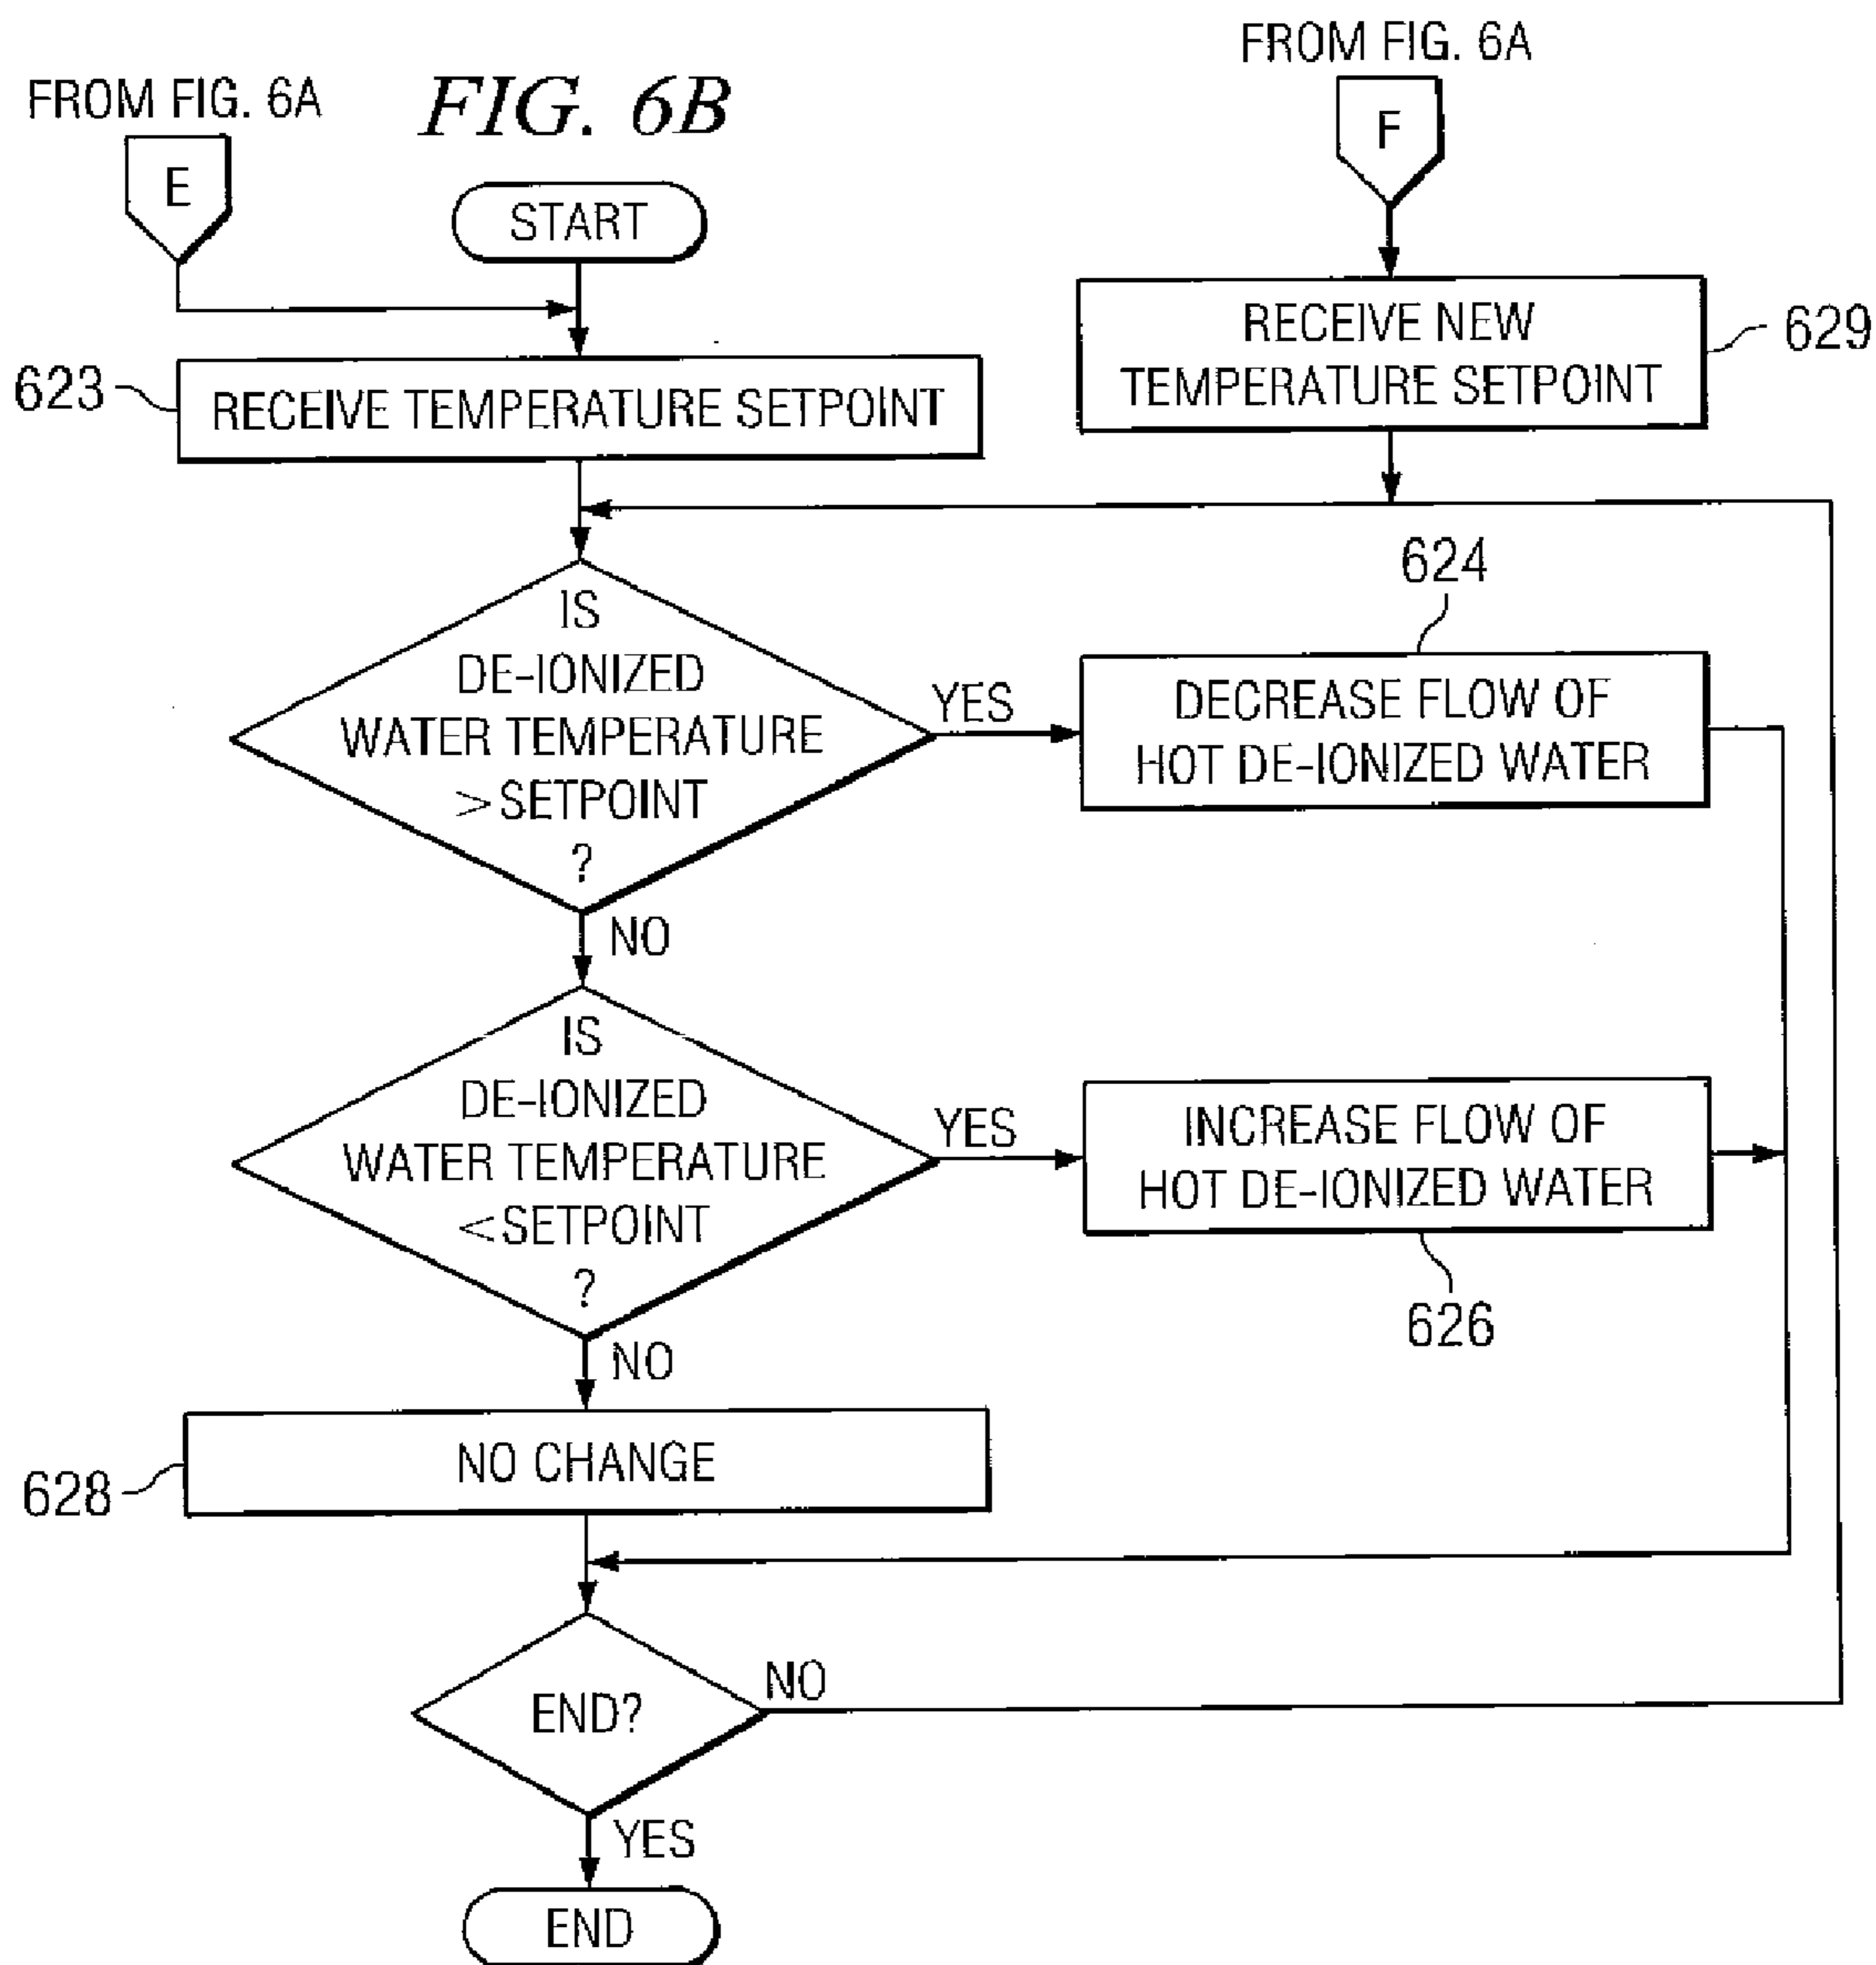 FROM FIG. 6A
FIG. 6B
FROM FIG. 6A
E
F
START
RECEIVE NEW
TEMPERATURE SETPOINT
629
623
RECEIVE TEMPERATURE SETPOINT
624
IS
DE-IONIZED
WATER TEMPERATURE
>SETPOINT
?
YES
DECREASE FLOW OF
HOT DE-IONIZED WATER
NO
IS
DE-IONIZED
WATER TEMPERATURE
<SETPOINT
?
YES
INCREASE FLOW OF
HOT DE-IONIZED WATER
626
NO
NO CHANGE
628
END?
NO
YES
END